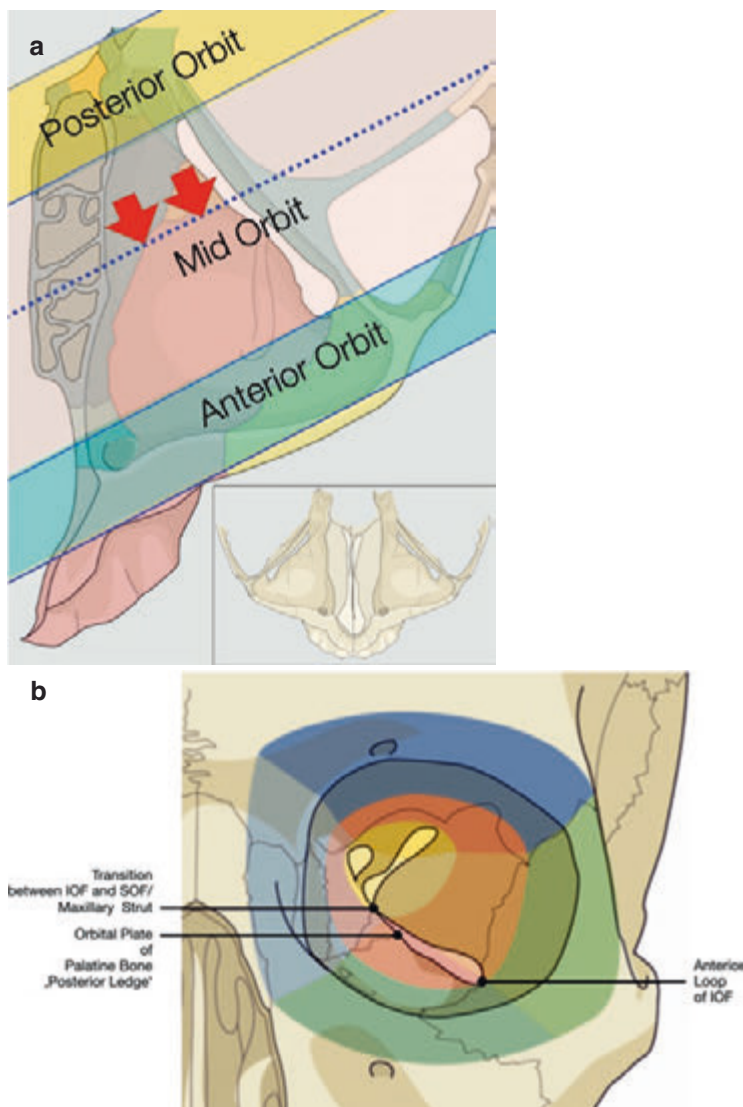 a
Posterior Orbit
Mid Orbit
Anterior Orbit
b
Transition
between IOF and SOF/
Maxillary Strut
Orbital Plate
of
Palatine Bone
„Posterior Ledge‘
Anterior
Loop
of IOF